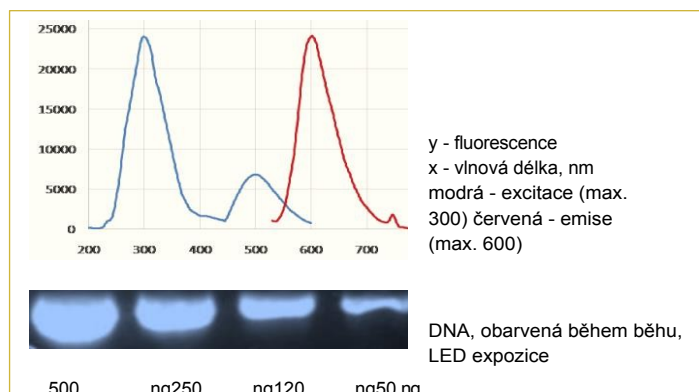 25000
20000
15000
10000
5000
0
200 300 400 500 600 700
y - fluorescence
x - vlnová délka, nm
modrá - excitace (max.
300) červená - emise
(max. 600)
DNA, obarvená během běhu,
LED expozice
500 ng250 ng120 ng50 ng